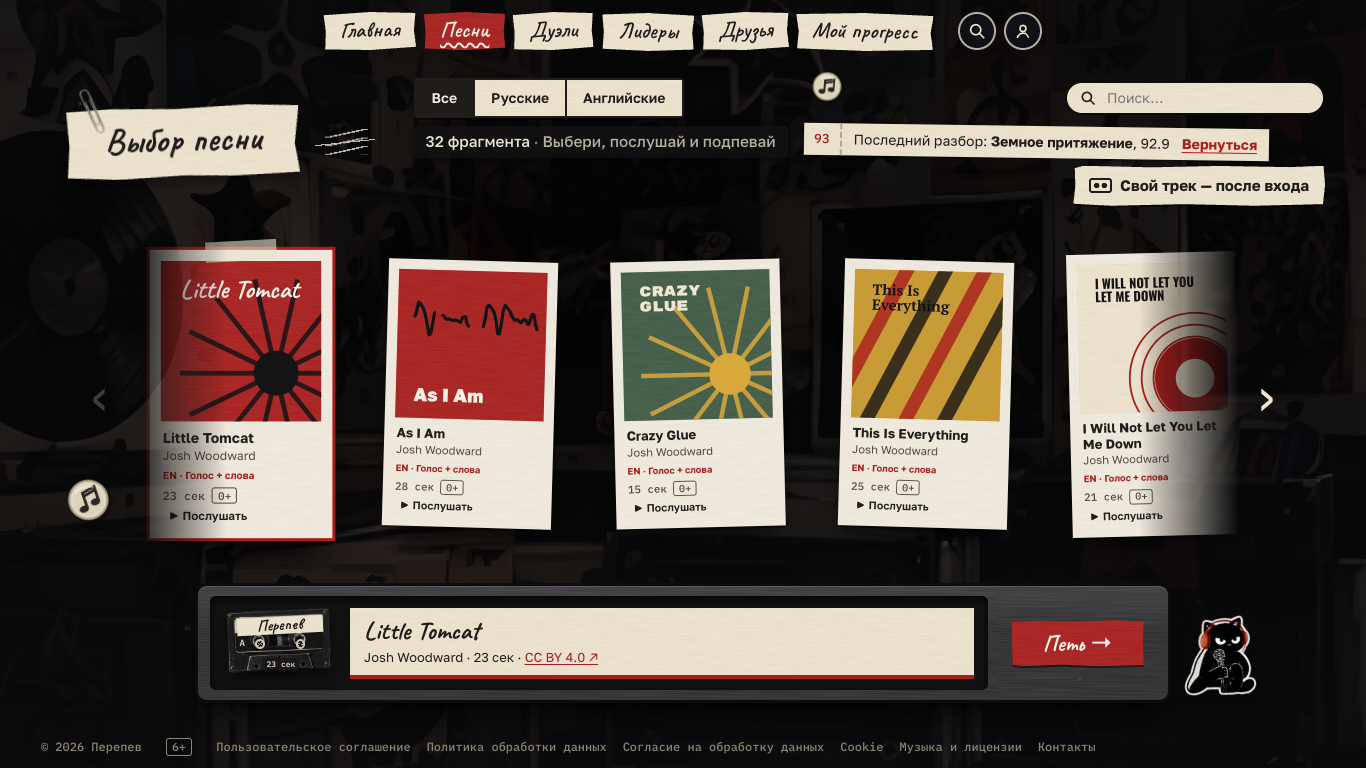 Главная
Песни
Дуэли
Лидеры
Друзья
Мой прогресс
Все
Русские
Английские
Поиск...
Выбор песни
32 фрагмента · Выбери, послушай и подпевай
93
Последний разбор: Земное притяжение, 92.9 Вернуться
Свой трек — после входа
Little Tomcat
Little Tomcat
Josh Woodward
EN · Голос + слова
23 сек 0+
► Послушать
As I Am
As I Am
Josh Woodward
EN · Голос + слова
28 сек 0+
► Послушать
CRAZY
GLUE
Crazy Glue
Josh Woodward
EN · Голос + слова
15 сек 0+
► Послушать
This Is
Everything
This Is Everything
Josh Woodward
EN · Голос + слова
25 сек 0+
► Послушать
I WILL NOT LET YOU
LET ME DOWN
I Will Not Let You Let
Me Down
Josh Woodward
EN · Голос + слова
21 сек 0+
► Послушать
Перепев
A
23 сек
Little Tomcat
Josh Woodward · 23 сек · CC BY 4.0 ↗
Петь →
© 2026 Перепев 6+ Пользовательское соглашение Политика обработки данных Согласие на обработку данных Cookie Музыка и лицензии Контакты